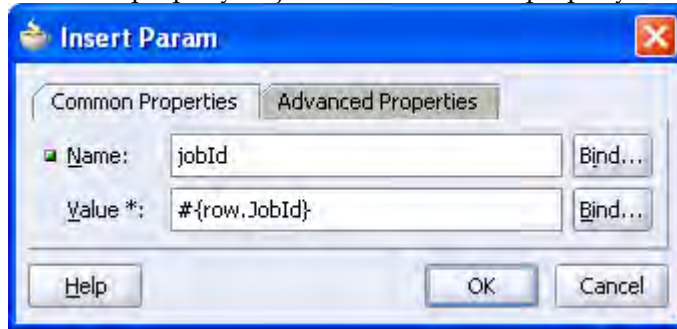 Insert Param
Common Properties Advanced Properties
Name: jobId Bind...
Value *: #{row.JobId} Bind...
Help OK Cancel